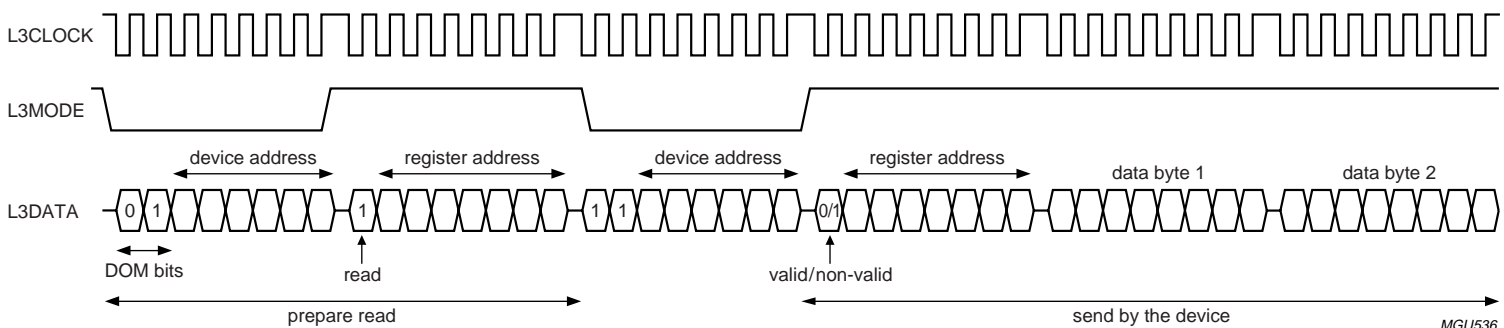 L3CLOCK
L3MODE
device address
register address
device address
register address
data byte 1
data byte 2
L3DATA
0
1
1
1
1
0/1
DOM bits
read
valid/non-valid
prepare read
send by the device
MGU536